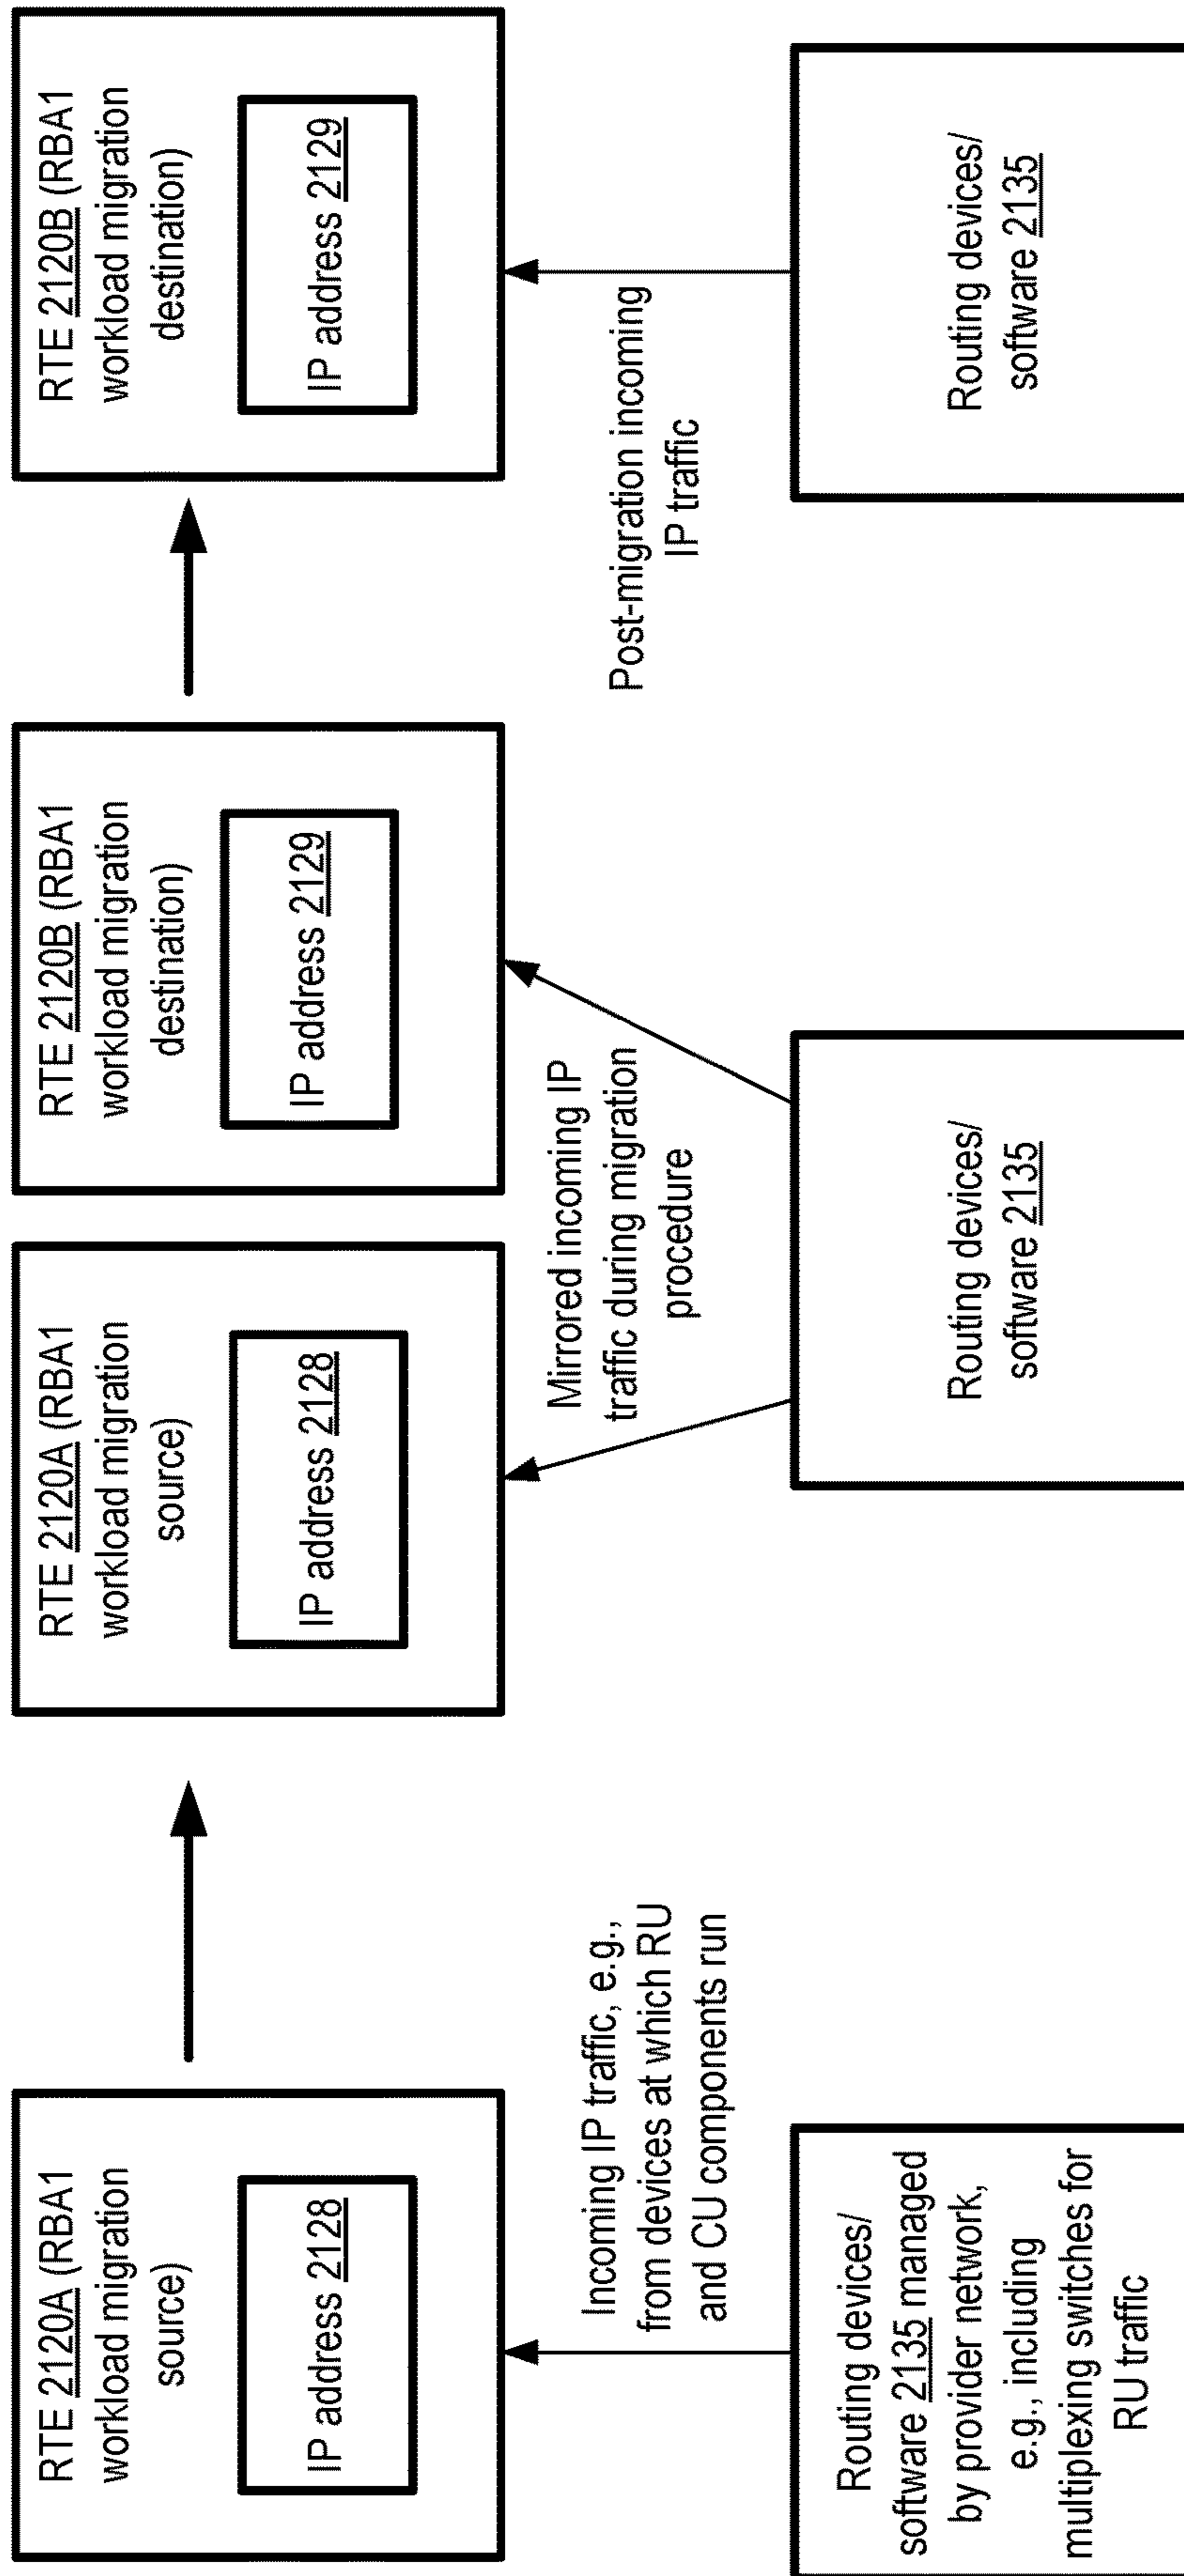 RTE 2120A (RBA1
workload migration
source)
IP address 2128
Incoming IP traffic, e.g.,
from devices at which RU
and CU components run
Routing devices/
software 2135 managed
by provider network,
e.g., including
multiplexing switches for
RU traffic
RTE 2120A (RBA1
workload migration
source)
IP address 2128
RTE 2120B (RBA1
workload migration
destination)
IP address 2129
Mirrored incoming IP
traffic during migration
procedure
Routing devices/
software 2135
RTE 2120B (RBA1
workload migration
destination)
IP address 2129
Post-migration incoming
IP traffic
Routing devices/
software 2135